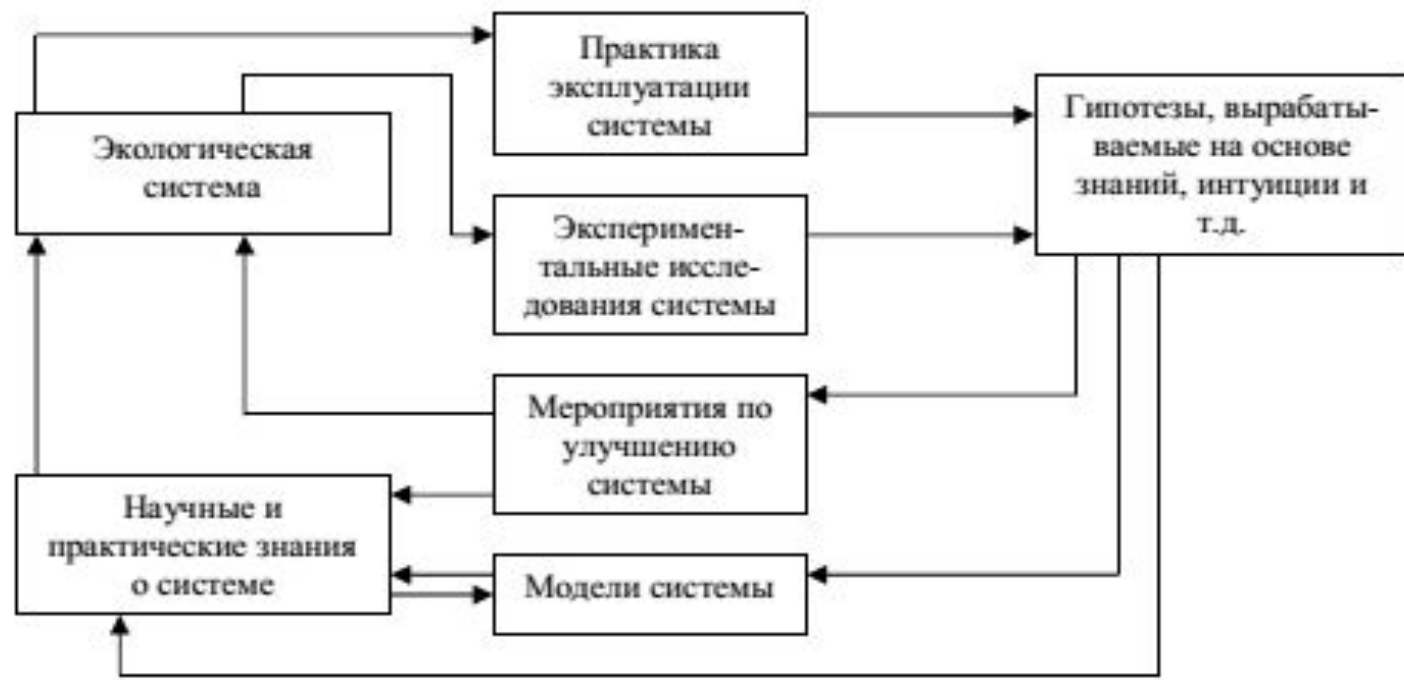 Практика
эксплуатации
системы
Гипотезы, вырабаты-
ваемые на основе
знаний, интуиции и
т.д.
Экологическая
система
Эксперимен-
тальные иссле-
дования системы
Мероприятия по
улучшению
системы
Научные и
практические знания
о системе
Модели системы